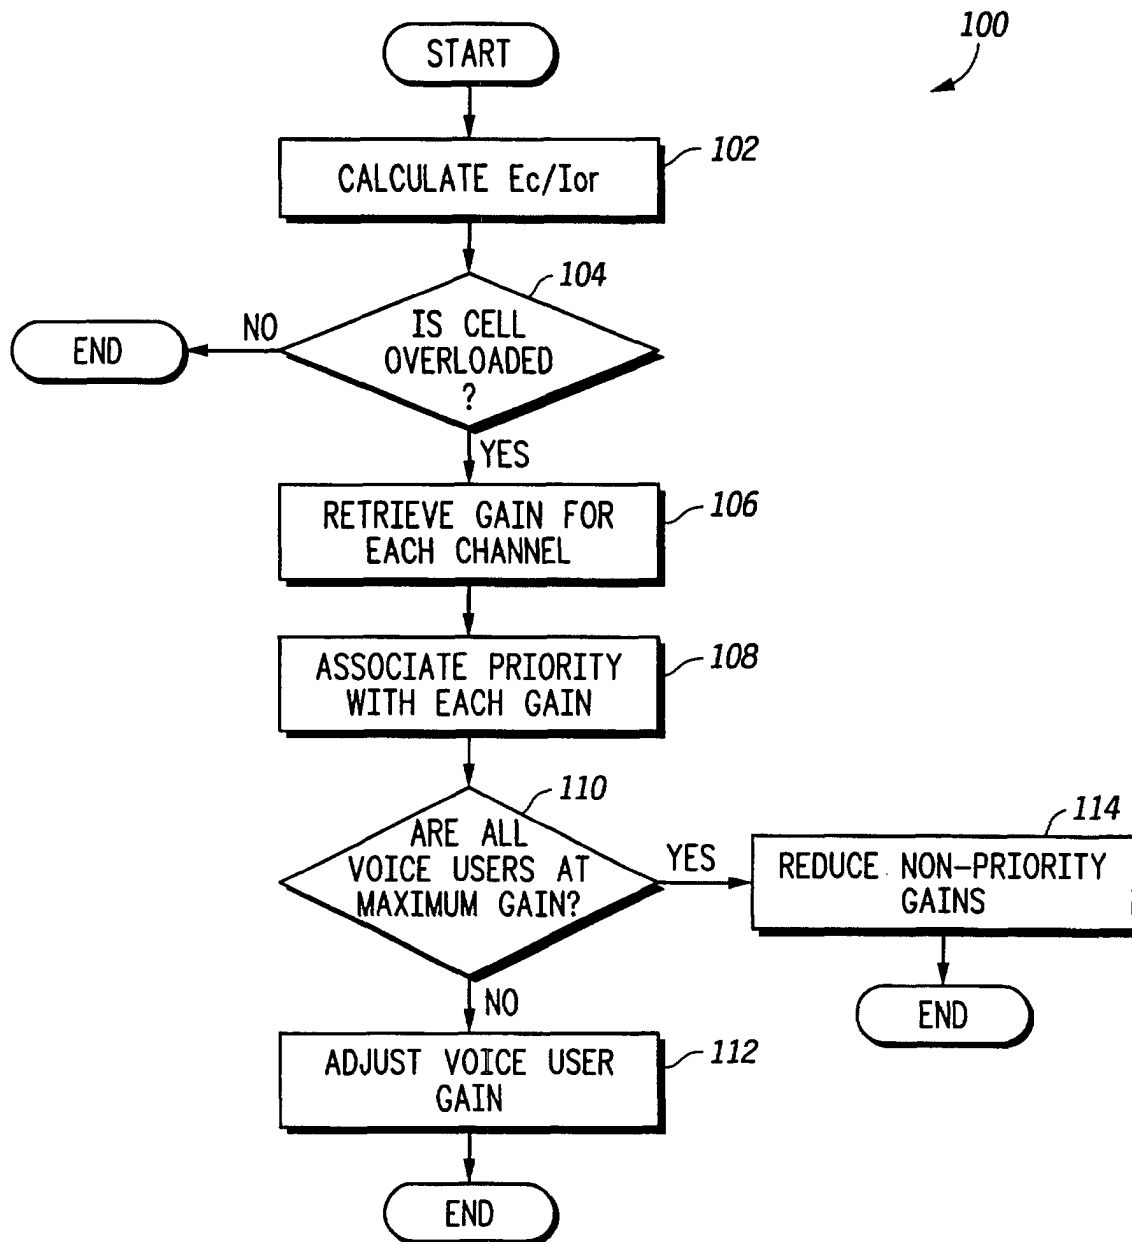 100
START
102
CALCULATE Ec/Ior
104
IS CELL
OVERLOADED
?
NO
END
YES
106
RETRIEVE GAIN FOR
EACH CHANNEL
108
ASSOCIATE PRIORITY
WITH EACH GAIN
110
ARE ALL
VOICE USERS AT
MAXIMUM GAIN?
YES
114
REDUCE NON-PRIORITY
GAINS
END
NO
112
ADJUST VOICE USER
GAIN
END